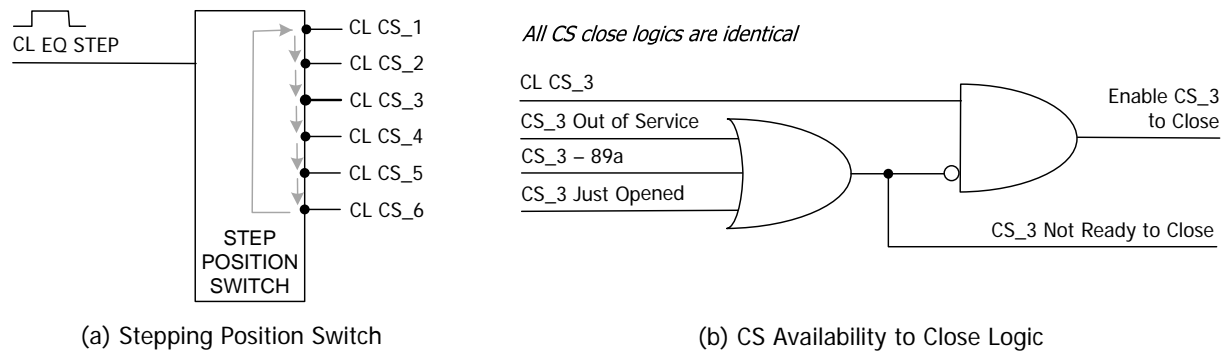 CL EQ STEP
CL CS_1
CL CS_2
CL CS_3
CL CS_4
CL CS_5
CL CS_6
STEP
POSITION
SWITCH
(a) Stepping Position Switch
All CS close logics are identical
CL CS_3
CS_3 Out of Service
CS_3 – 89a
CS_3 Just Opened
Enable CS_3
to Close
CS_3 Not Ready to Close
(b) CS Availability to Close Logic